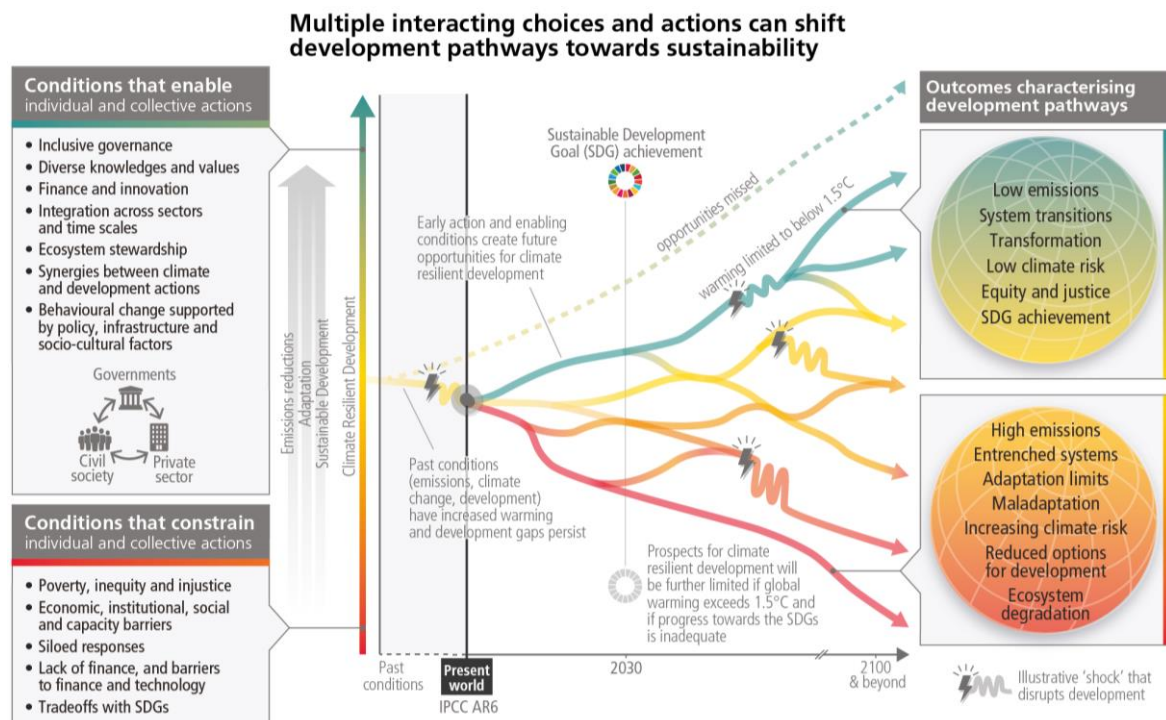 Multiple interacting choices and actions can shift
development pathways towards sustainability
Conditions that enable
individual and collective actions
• Inclusive governance
• Diverse knowledges and values
• Finance and innovation
• Integration across sectors
and time scales
• Ecosystem stewardship
• Synergies between climate
and development actions
• Behavioural change supported
by policy, infrastructure and
socio-cultural factors
Governments
Civil
society
Private
sector
Conditions that constrain
individual and collective actions
• Poverty, inequity and injustice
• Economic, institutional, social
and capacity barriers
• Siloed responses
• Lack of finance, and barriers
to finance and technology
• Tradeoffs with SDGs
Emissions reductions
Adaptation
Sustainable Development
Climate Resilient Development
Sustainable Development
Goal (SDG) achievement
opportunities missed
warming limited to below 1.5°C
Early action and enabling
conditions create future
opportunities for climate
resilient development
Past conditions
(emissions, climate
change, development)
have increased warming
and development gaps persist
Prospects for climate
resilient development will
be further limited if global
warming exceeds 1.5°C and
if progress towards the SDGs
is inadequate
Past
conditions
Present
world
IPCC AR6
2030
2100
& beyond
Outcomes characterising
development pathways
Low emissions
System transitions
Transformation
Low climate risk
Equity and justice
SDG achievement
High emissions
Entrenched systems
Adaptation limits
Maladaptation
Increasing climate risk
Reduced options
for development
Ecosystem
degradation
Illustrative ‘shock’ that
disrupts development